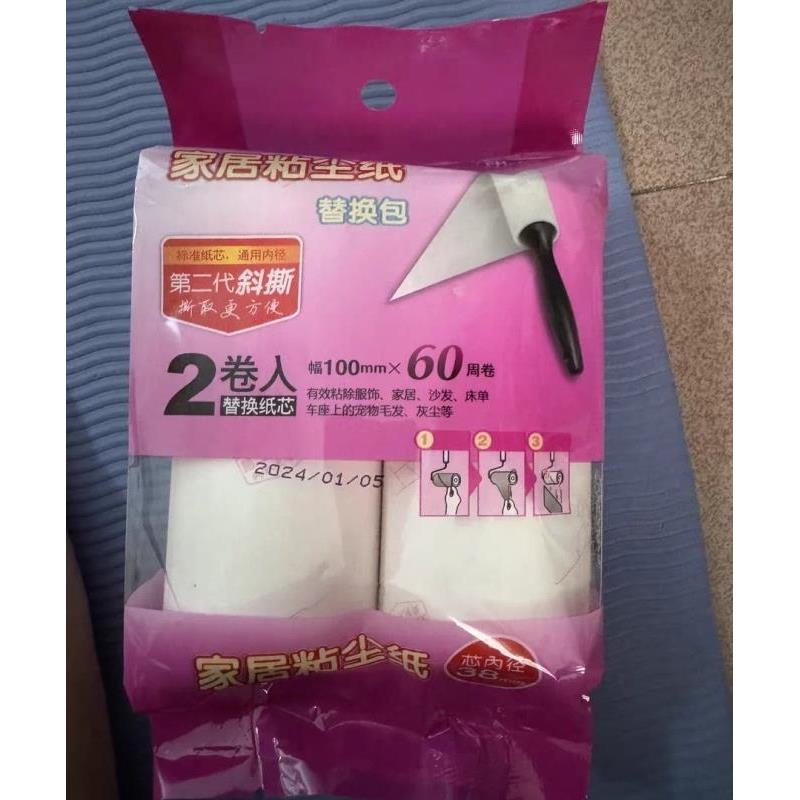 家居粘尘纸
替换包
标准纸芯，通用内径
第二代斜撕
撕取更方便
2卷入
替换纸芯
幅100mm×60周卷
有效粘除服饰、家居、沙发、床单
车座上的宠物毛发、灰尘等
1 2 3
2024/01/05
家居粘尘纸
芯内径
38mm